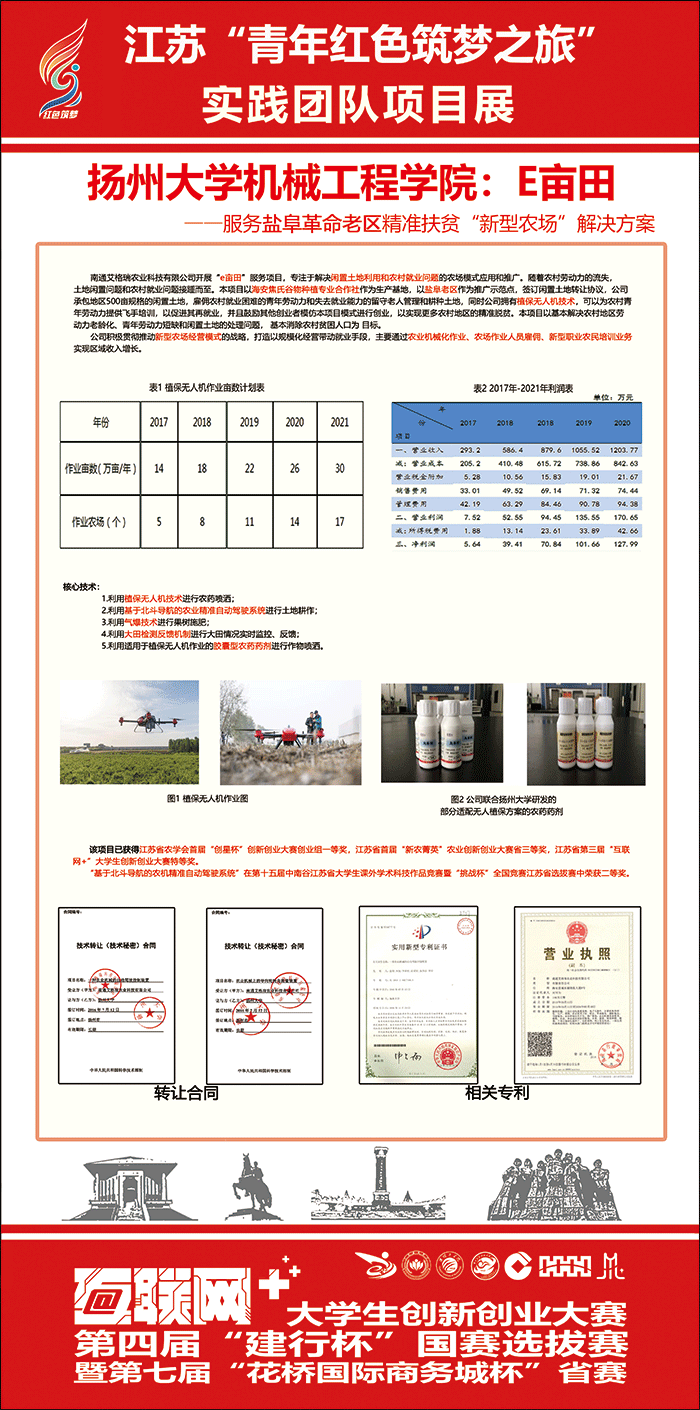 红色筑梦
江苏“青年红色筑梦之旅”
实践团队项目展
扬州大学机械工程学院：E亩田
——服务盐阜革命老区精准扶贫“新型农场”解决方案
南通艾格瑞农业科技有限公司开展“e亩田”服务项目，专注于解决闲置土地利用和农村就业问题的农场模式应用和推广。随着农村劳动力的流失，
土地闲置问题和农村就业问题接踵而至。本项目以海安焦氏谷物种植专业合作社作为生产基地，以盐阜老区作为推广示范点，签订闲置土地转让协议，公司
承包地区500亩规格的闲置土地，雇佣农村就业困难的青年劳动力和失去就业能力的留守老人管理和耕种土地，同时公司拥有植保无人机技术，可以为农村青
年劳动力提供飞手培训，以促进其再就业，并且鼓励其他创业者模仿本项目模式进行创业，以实现更多农村地区的精准脱贫。本项目以基本解决农村地区劳
动力老龄化、青年劳动力短缺和闲置土地的处理问题，基本消除农村贫困人口为 目标。
公司积极贯彻推动新型农场经营模式的战略，打造以规模化经营带动就业手段，主要通过农业机械化作业、农场作业人员雇佣、新型职业农民培训业务
实现区域收入增长。
表1 植保无人机作业亩数计划表
年份 2017 2018 2019 2020 2021
作业亩数(万亩/年) 14 18 22 26 30
作业农场（个） 5 8 11 14 17
表2 2017年-2021年利润表
单位：万元
年份 2017 2018 2018 2019 2020
项目
一、营业收入 293.2 586.4 879.6 1055.52 1203.77
减：营业成本 205.2 410.48 615.72 738.86 842.63
营业税金附加 5.28 10.56 15.83 19.01 21.67
销售费用 33.01 49.52 69.14 71.32 74.44
管理费用 42.19 63.29 84.46 90.78 94.38
二、营业利润 7.52 52.55 94.45 135.55 170.65
减：所得税费用 1.88 13.14 23.61 33.89 42.66
三、净利润 5.64 39.41 70.84 101.66 127.99
核心技术：
1.利用植保无人机技术进行农药喷洒；
2.利用基于北斗导航的农业精准自动驾驶系统进行土地耕作；
3.利用气爆技术进行果树施肥；
4.利用大田检测反馈机制进行大田情况实时监控、反馈；
5.利用适用于植保无人机作业的胶囊型农药药剂进行作物喷洒。
图1 植保无人机作业图
图2 公司联合扬州大学研发的
部分适配无人植保方案的农药药剂
该项目已获得江苏省农学会首届“创星杯”创新创业大赛创业组一等奖，江苏省首届“新农菁英”农业创新创业大赛省三等奖，江苏省第三届“互联
网+”大学生创新创业大赛特等奖。
“基于北斗导航的农机精准自动驾驶系统”在第十五届中南谷江苏省大学生课外学术科技作品竞赛暨“挑战杯”全国竞赛江苏省选拔赛中荣获二等奖。
合同编号：
技术转让（技术秘密）合同
合同编号：
技术转让（技术秘密）合同
实用新型专利证书
营业执照
转让合同
相关专利
互联网+
大学生创新创业大赛
第四届“建行杯”国赛选拔赛
暨第七届“花桥国际商务城杯”省赛